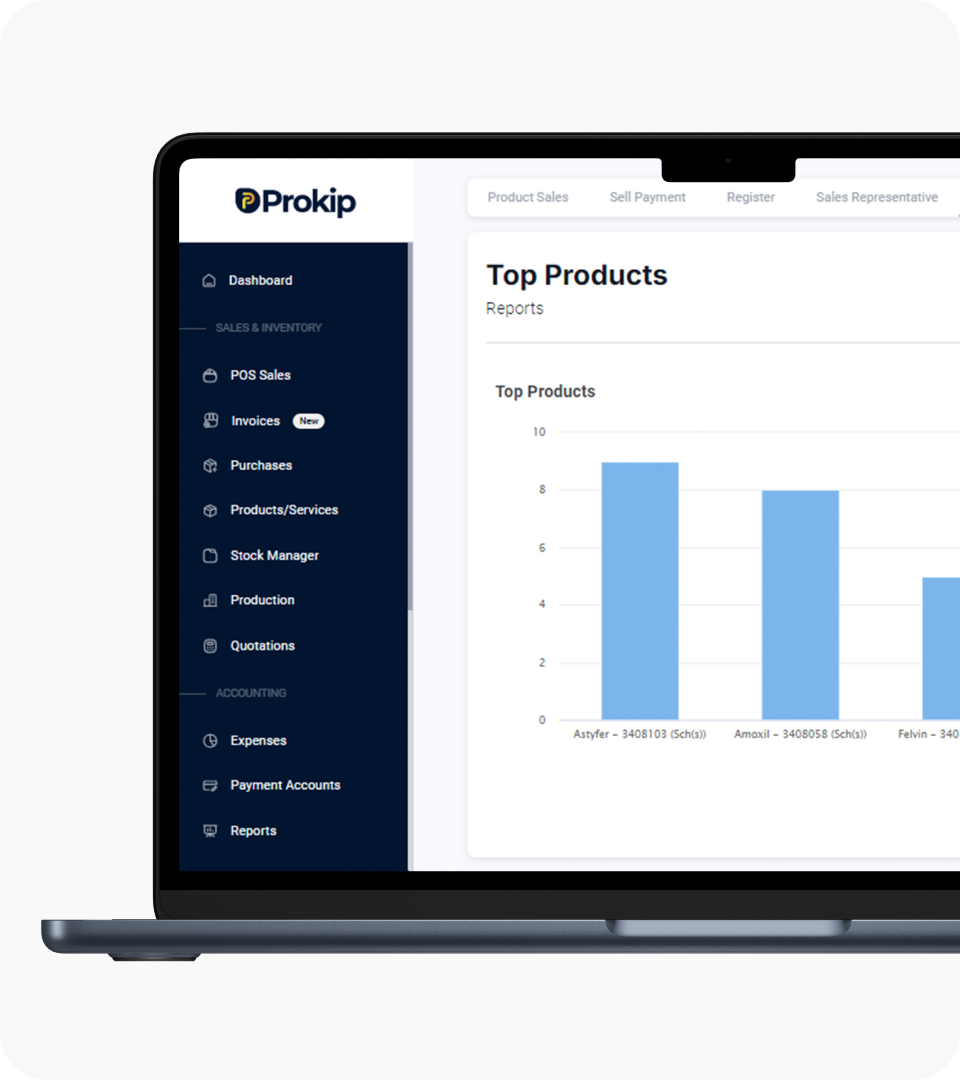 Prokip
Product Sales Sell Payment Register Sales Representative
Dashboard
SALES & INVENTORY
POS Sales
Invoices New
Purchases
Products/Services
Stock Manager
Production
Quotations
ACCOUNTING
Expenses
Payment Accounts
Reports
Top Products
Reports
Top Products
10
8
6
4
2
0
Astyfer - 3408103 (Sch(s)) Amoxil - 3408058 (Sch(s)) Felvin - 340